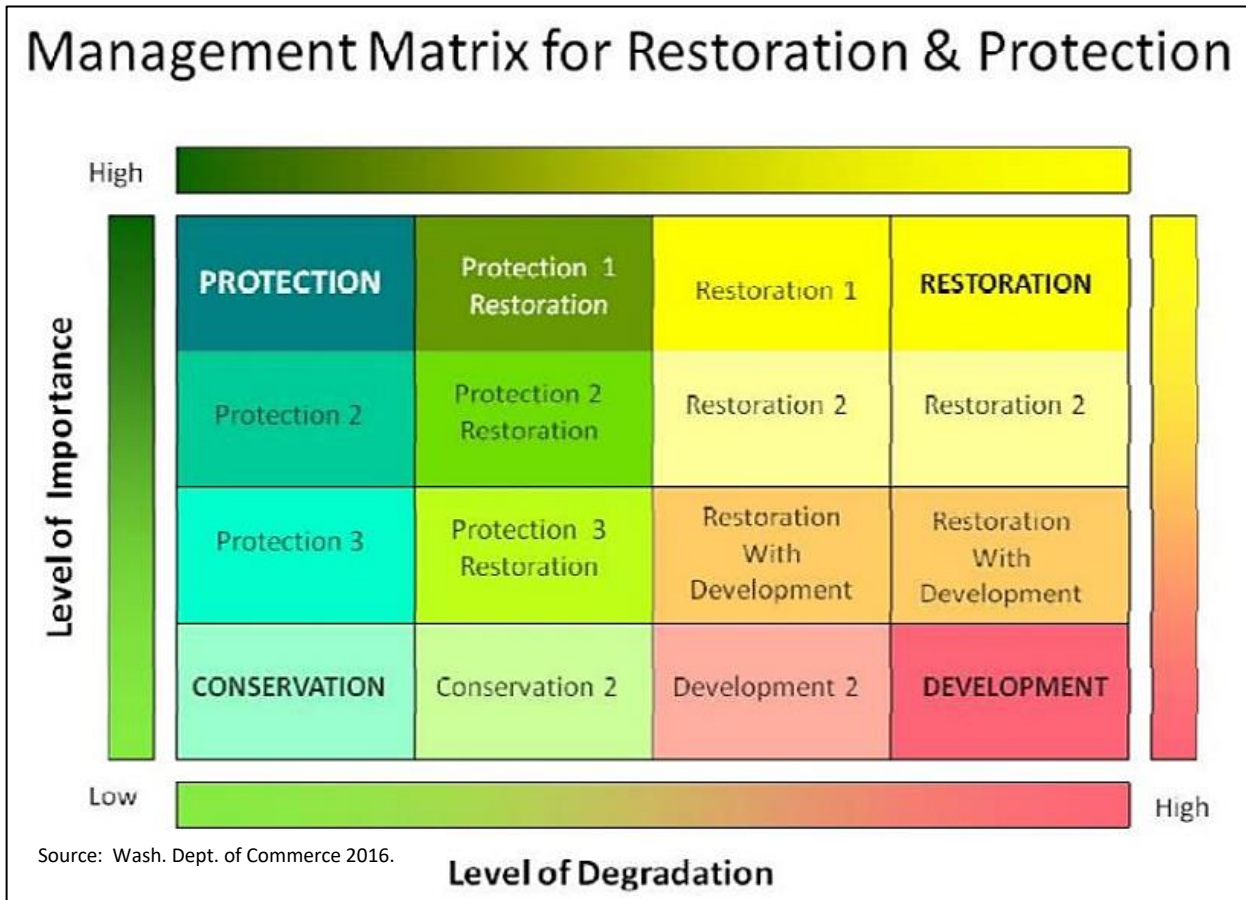 Management Matrix for Restoration & Protection
High
PROTECTION
Protection 1
Restoration
Restoration 1
RESTORATION
Protection 2
Protection 2
Restoration
Restoration 2
Restoration 2
Level of Importance
Protection 3
Protection 3
Restoration
Restoration
With
Development
Restoration
With
Development
CONSERVATION
Conservation 2
Development 2
DEVELOPMENT
Low
High
Source: Wash. Dept. of Commerce 2016.
Level of Degradation